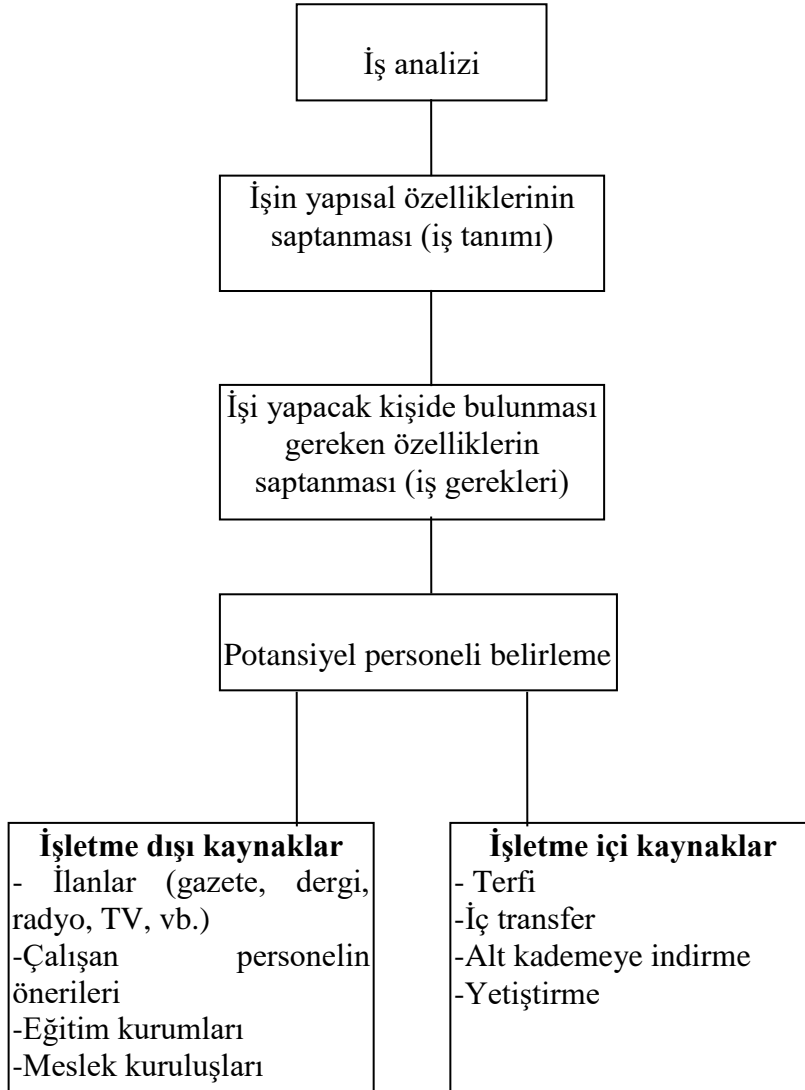 İş analizi
İşin yapısal özelliklerinin
saptanması (iş tanımı)
İşi yapacak kişide bulunması
gereken özelliklerin
saptanması (iş gerekleri)
Potansiyel personeli belirleme
İşletme dışı kaynaklar
- İlanlar (gazete, dergi,
radyo, TV, vb.)
-Çalışan personelin
önerileri
-Eğitim kurumları
-Meslek kuruluşları
İşletme içi kaynaklar
- Terfi
-İç transfer
-Alt kademeye indirme
-Yetiştirme